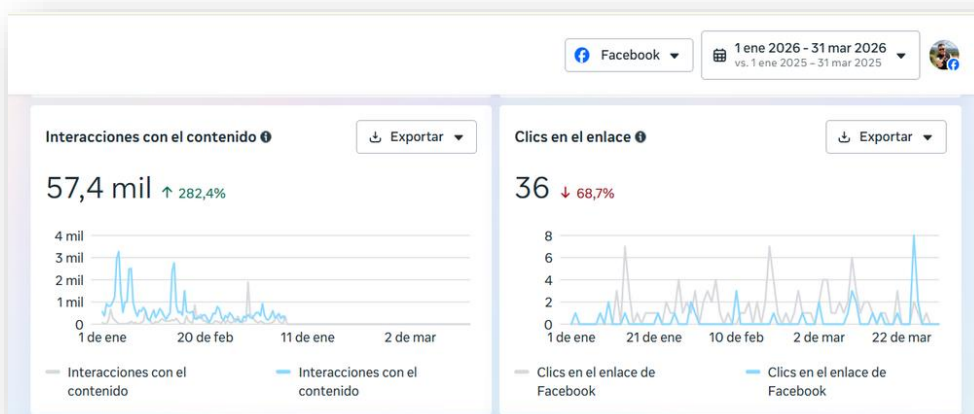 Facebook
1 ene 2026 - 31 mar 2026
vs. 1 ene 2025 - 31 mar 2025
Interacciones con el contenido
Exportar
57,4 mil ↑ 282,4%
4 mil
3 mil
2 mil
1 mil
0
1 de ene 20 de feb 11 de ene 2 de mar
Interacciones con el
contenido
Interacciones con el
contenido
Clics en el enlace
Exportar
36 ↓ 68,7%
8
6
4
2
0
1 de ene 21 de ene 10 de feb 2 de mar 22 de mar
Clics en el enlace de
Facebook
Clics en el enlace de
Facebook